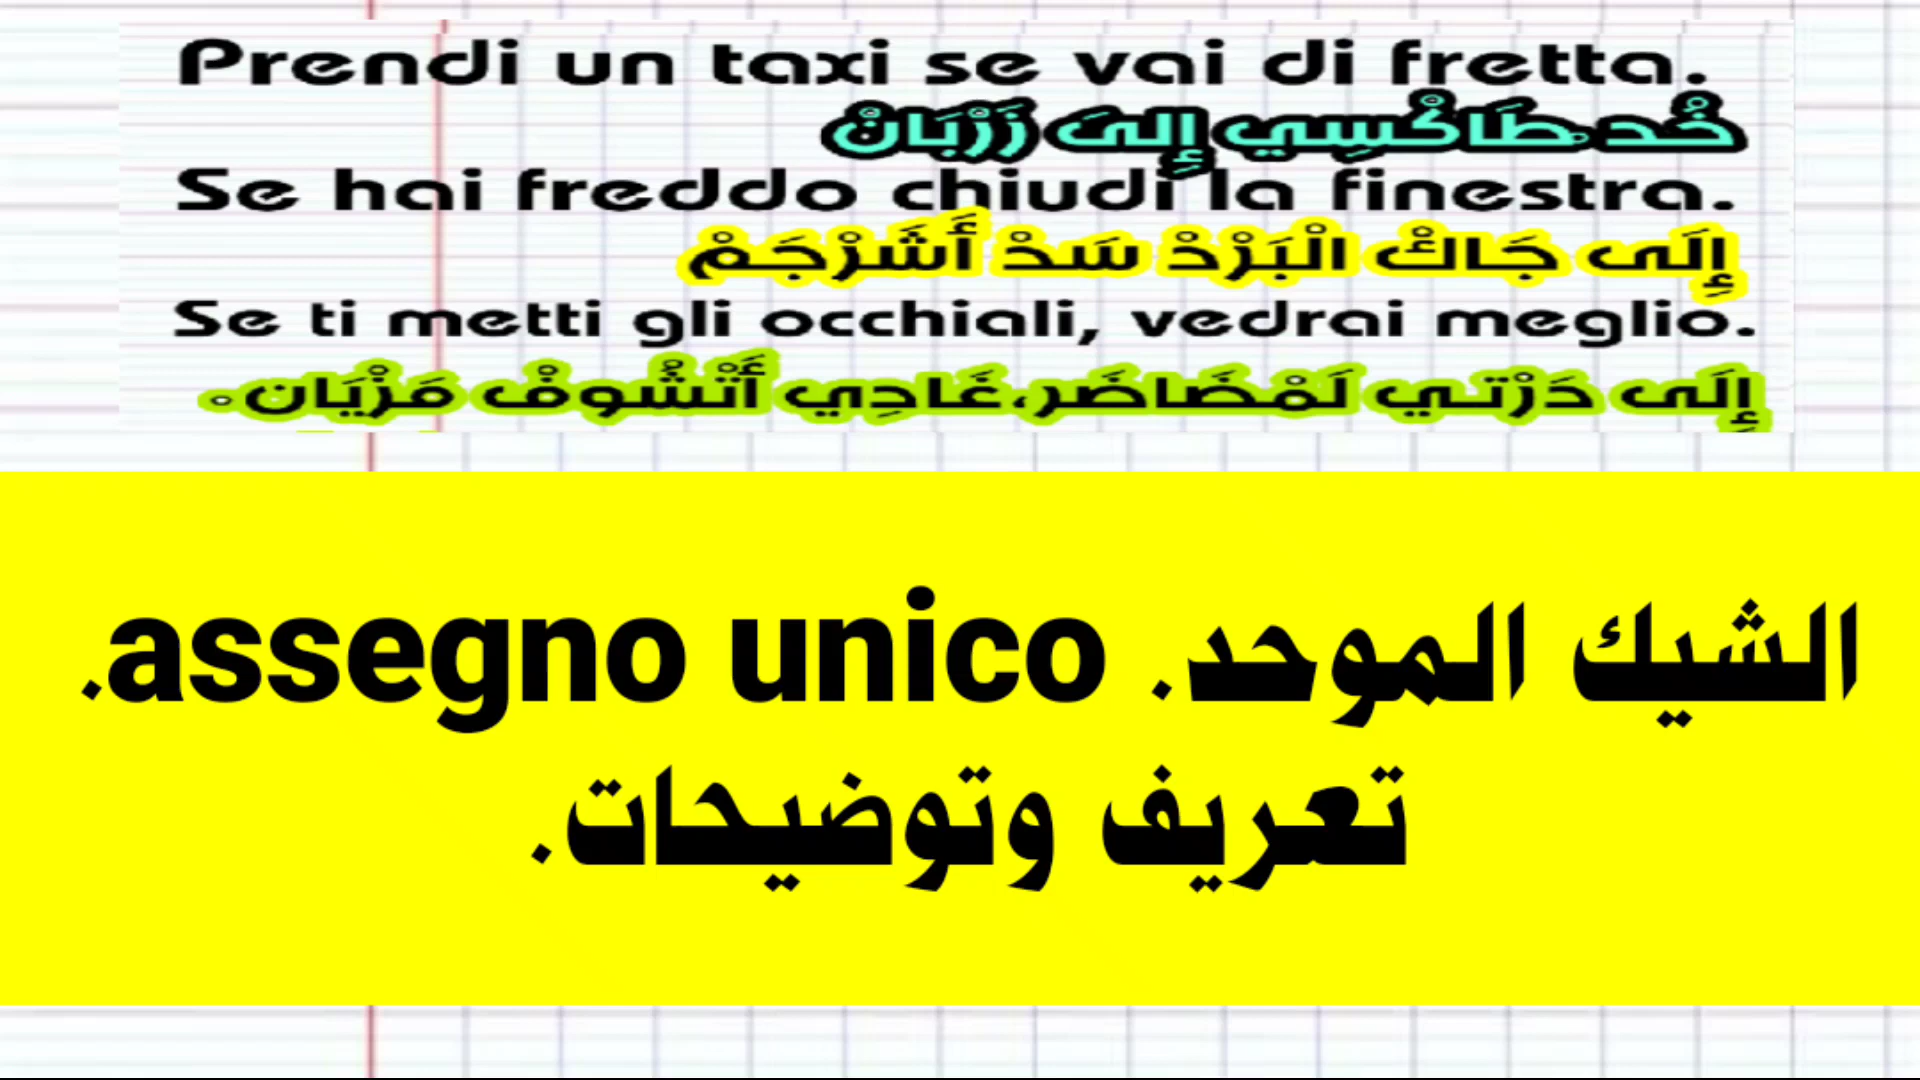 Prendi un taxi se vai di fretta.
خُد طَاكْسِي إِلىَ زَرْبَانْ
Se hai freddo chiudi la finestra.
إِلَى جَاكْ الْبَرْدْ سَدْ أَشَرْجَمْ
Se ti metti gli occhiali, vedrai meglio.
إِلَى دَرْتي لَمْضَاضَر،غَادِي أَتْشُوفْ مَزْيَان.
الشيك الموحد. assegno unico.
تعريف وتوضيحات.